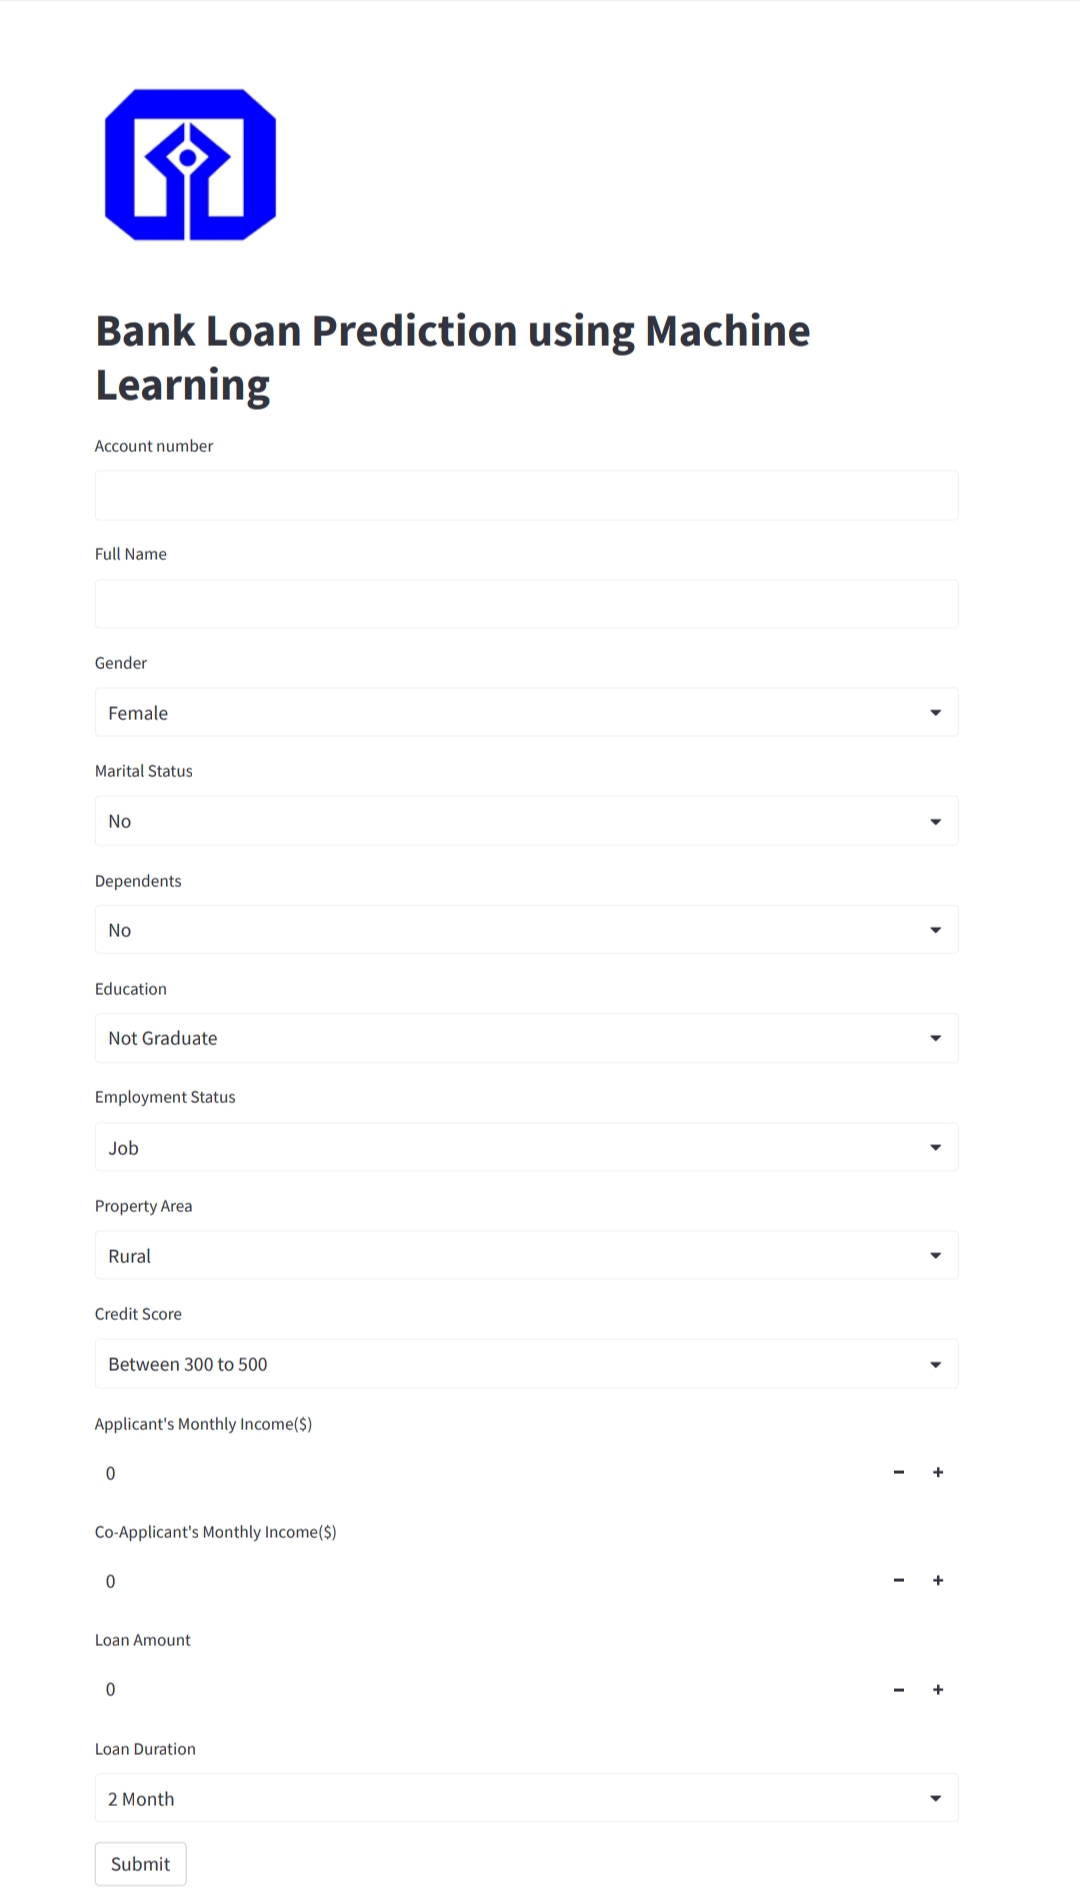 Bank Loan Prediction using Machine
Learning
Account number
Full Name
Gender
Female
Marital Status
No
Dependents
No
Education
Not Graduate
Employment Status
Job
Property Area
Rural
Credit Score
Between 300 to 500
Applicant's Monthly Income($)
0
Co-Applicant's Monthly Income($)
0
Loan Amount
0
Loan Duration
2 Month
Submit